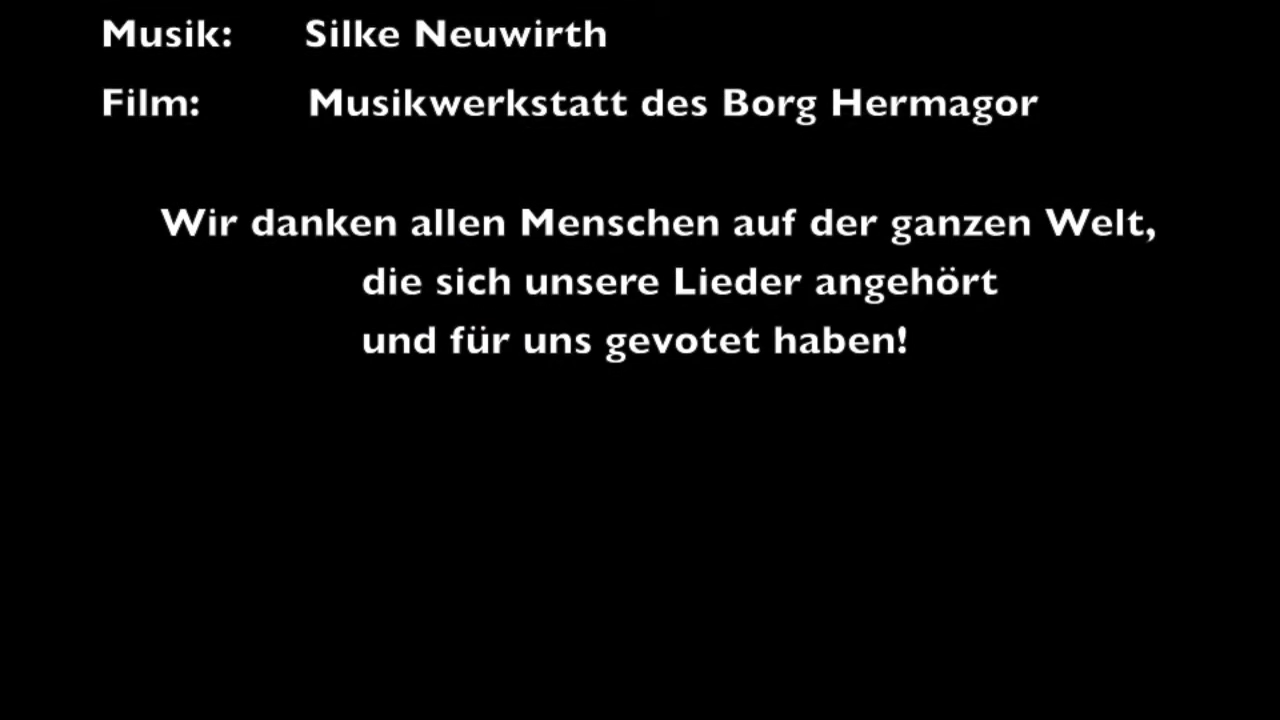 Musik: Silke Neuwirth
Film: Musikwerkstatt des Borg Hermagor
Wir danken allen Menschen auf der ganzen Welt,
die sich unsere Lieder angehört
und für uns gevotet haben!